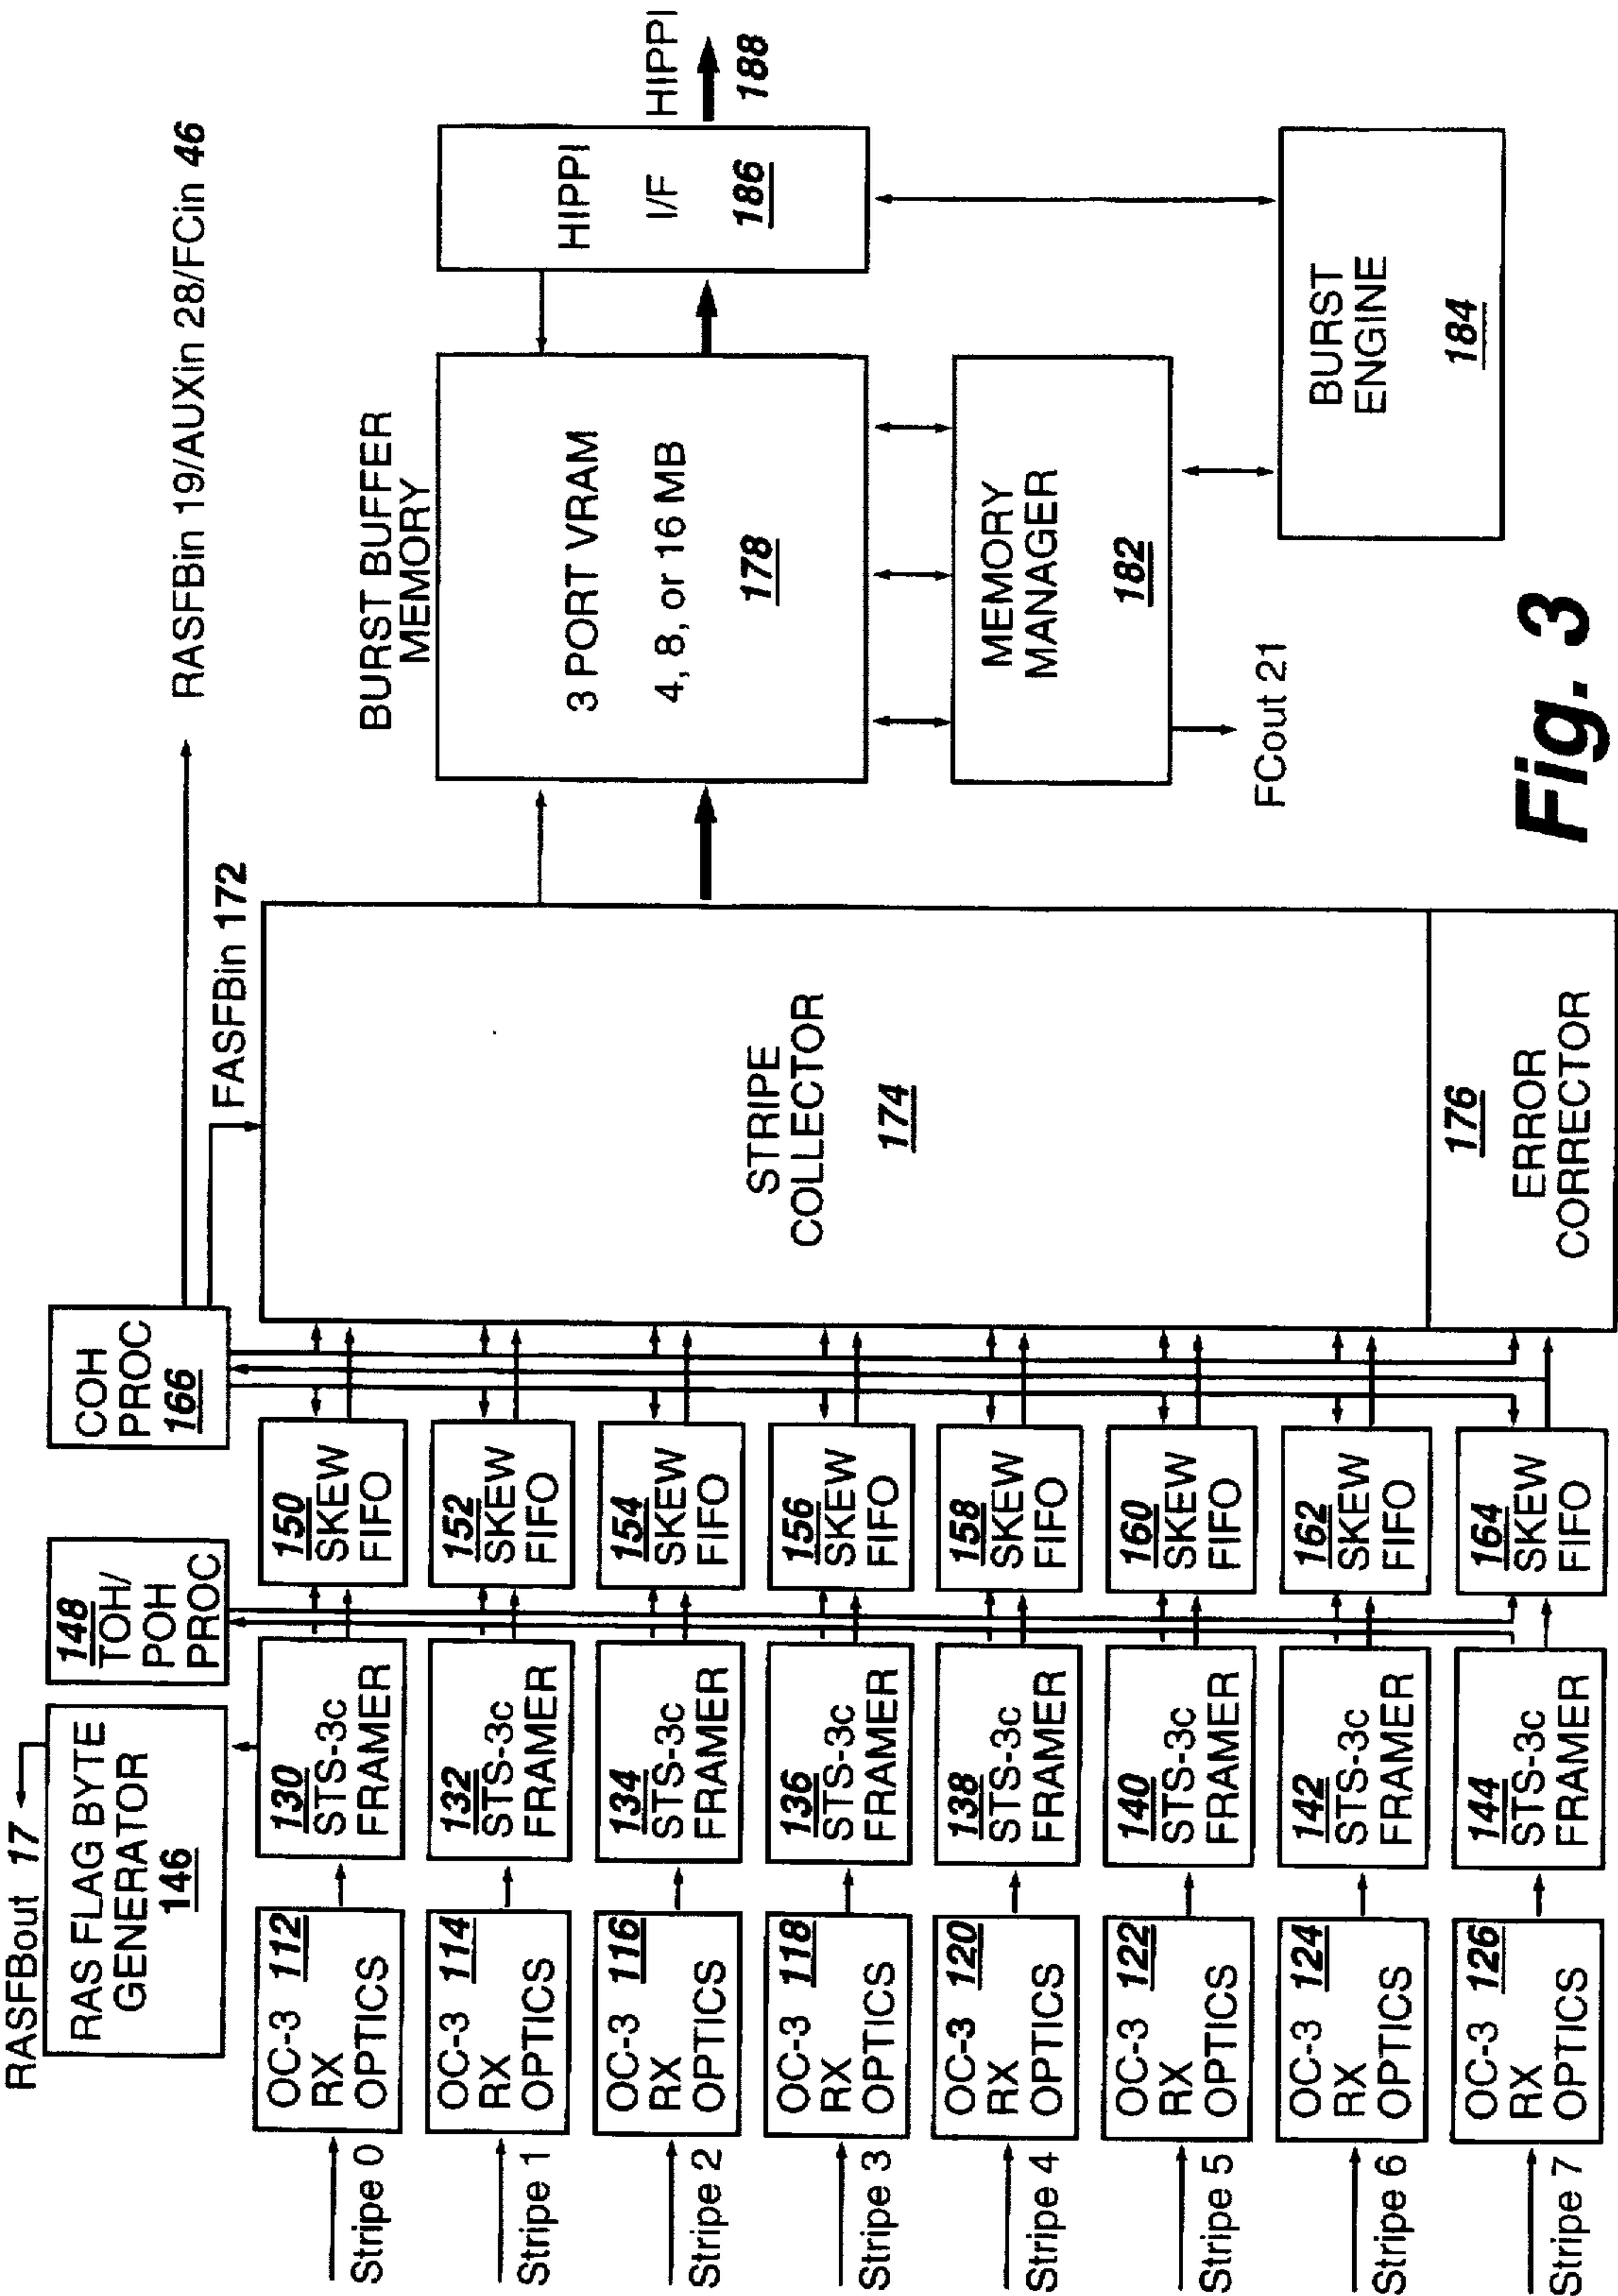 RASFBout 17
RAS FLAG BYTE
GENERATOR
146
148
TOH/
POH
PROC
COH
PROC
166
RASFBin 19/AUXin 28/FCin 46
FASFBin 172
Stripe 0
OC-3 112
RX
OPTICS
130
STS-3c
FRAMER
150
SKEW
FIFO
Stripe 1
OC-3 114
RX
OPTICS
132
STS-3c
FRAMER
152
SKEW
FIFO
Stripe 2
OC-3 116
RX
OPTICS
134
STS-3c
FRAMER
154
SKEW
FIFO
Stripe 3
OC-3 118
RX
OPTICS
136
STS-3c
FRAMER
156
SKEW
FIFO
Stripe 4
OC-3 120
RX
OPTICS
138
STS-3c
FRAMER
158
SKEW
FIFO
Stripe 5
OC-3 122
RX
OPTICS
140
STS-3c
FRAMER
160
SKEW
FIFO
Stripe 6
OC-3 124
RX
OPTICS
142
STS-3c
FRAMER
162
SKEW
FIFO
Stripe 7
OC-3 126
RX
OPTICS
144
STS-3c
FRAMER
164
SKEW
FIFO
STRIPE
COLLECTOR
174
176
ERROR
CORRECTOR
BURST BUFFER
MEMORY
3 PORT VRAM
4, 8, or 16 MB
178
MEMORY
MANAGER
182
FCout 21
HIPPI
I/F
186
HIPPI
188
BURST
ENGINE
184
Fig. 3